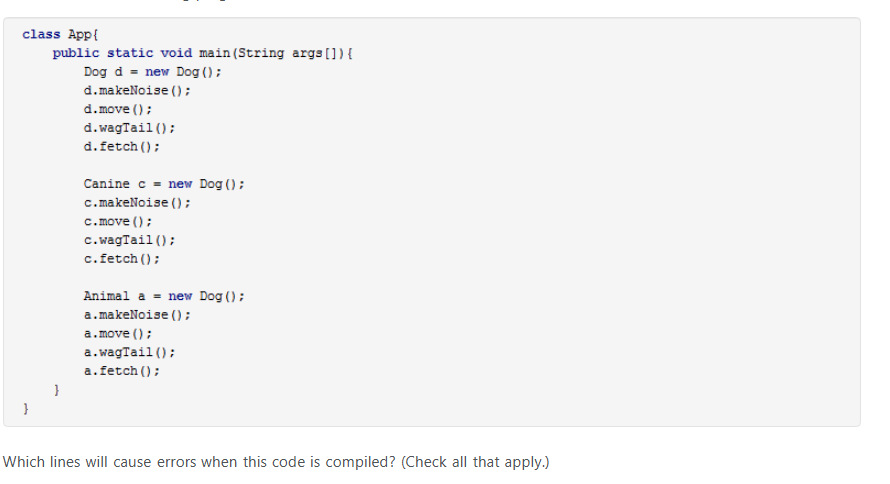 class App{
    public static void main(String args[]){
        Dog d = new Dog();
        d.makeNoise();
        d.move();
        d.wagTail();
        d.fetch();

        Canine c = new Dog();
        c.makeNoise();
        c.move();
        c.wagTail();
        c.fetch();

        Animal a = new Dog();
        a.makeNoise();
        a.move();
        a.wagTail();
        a.fetch();
    }
}
Which lines will cause errors when this code is compiled? (Check all that apply.)